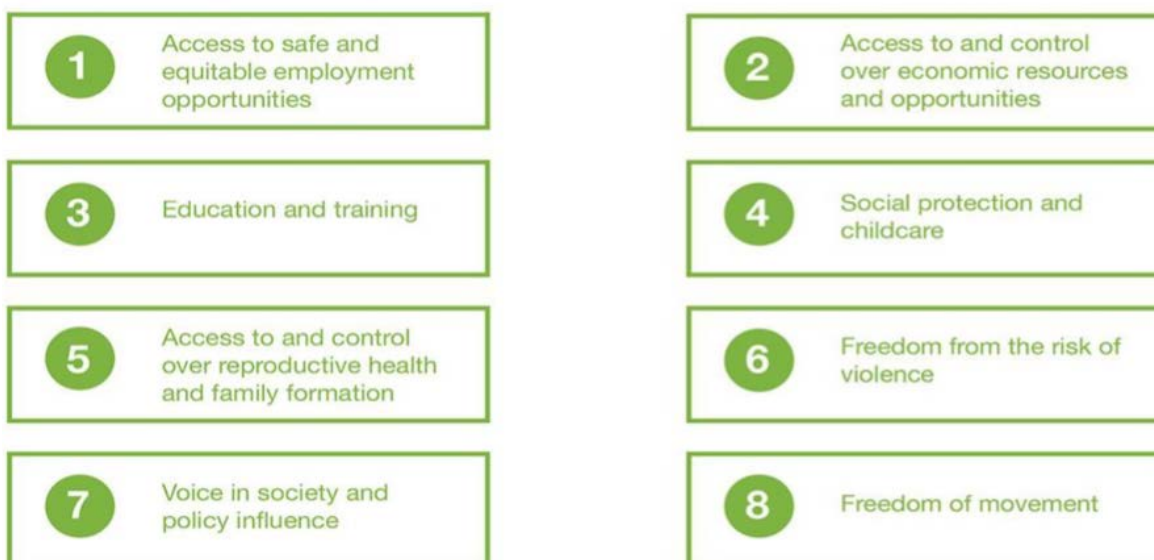 1
Access to safe and
equitable employment
opportunities
2
Access to and control
over economic resources
and opportunities
3
Education and training
4
Social protection and
childcare
5
Access to and control
over reproductive health
and family formation
6
Freedom from the risk of
violence
7
Voice in society and
policy influence
8
Freedom of movement